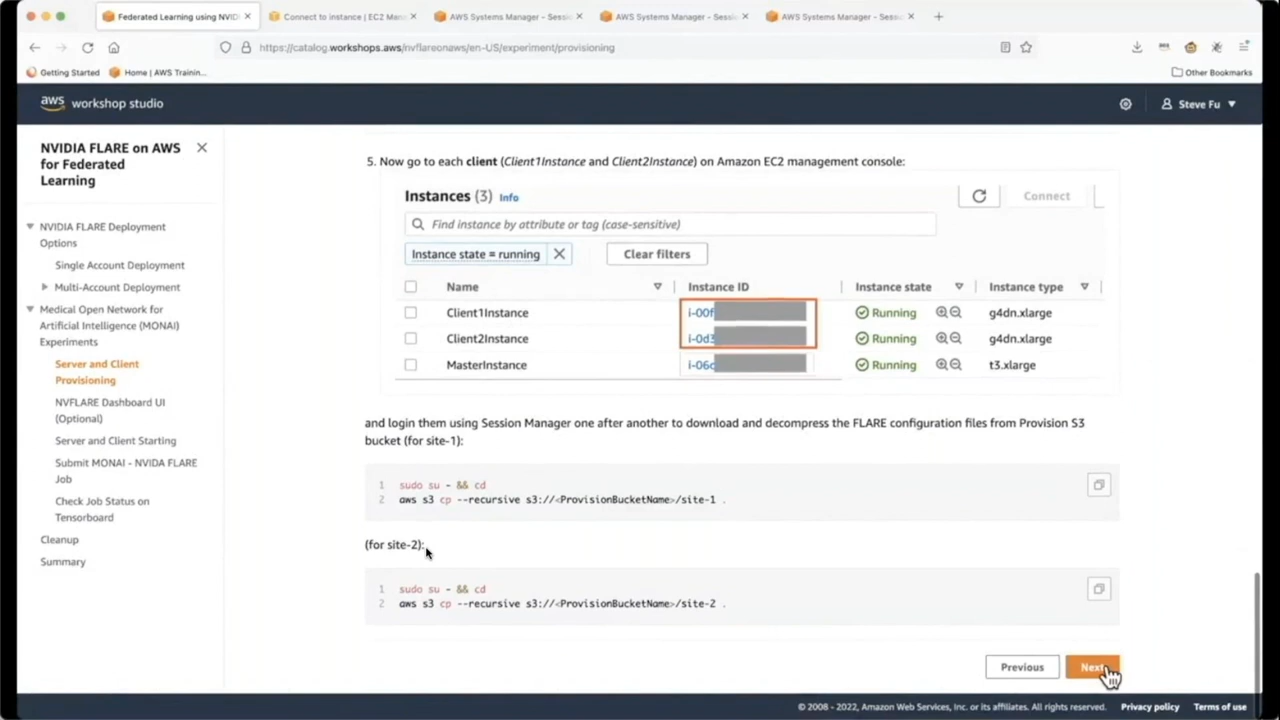 Federated Learning using NVIDI
Connect to instance | EC2 Mana
AWS Systems Manager - Sessi
AWS Systems Manager - Sessi
AWS Systems Manager - Sessi
https://catalog.workshops.aws/nvflareonaws/en-US/experiment/provisioning
Getting Started
Home | AWS Trainin...
Other Bookmarks
aws workshop studio
Steve Fu
NVIDIA FLARE on AWS
for Federated
Learning
NVIDIA FLARE Deployment
Options
Single Account Deployment
Multi-Account Deployment
Medical Open Network for
Artificial Intelligence (MONAI)
Experiments
Server and Client
Provisioning
NVFLARE Dashboard UI
(Optional)
Server and Client Starting
Submit MONAI - NVIDA FLARE
Job
Check Job Status on
Tensorboard
Cleanup
Summary
5. Now go to each client (Client1Instance and Client2Instance) on Amazon EC2 management console:
Instances (3) Info
Connect
Find instance by attribute or tag (case-sensitive)
Instance state = running
Clear filters
Name Instance ID Instance state Instance type
Client1Instance i-00f Running g4dn.xlarge
Client2Instance i-0d3 Running g4dn.xlarge
MasterInstance i-06c Running t3.xlarge
and login them using Session Manager one after another to download and decompress the FLARE configuration files from Provision S3
bucket (for site-1):
1 sudo su - && cd
2 aws s3 cp --recursive s3://<ProvisionBucketName>/site-1 .
(for site-2):
1 sudo su - && cd
2 aws s3 cp --recursive s3://<ProvisionBucketName>/site-2 .
Previous
Next
© 2008 - 2022, Amazon Web Services, Inc. or its affiliates. All rights reserved. Privacy policy Terms of use